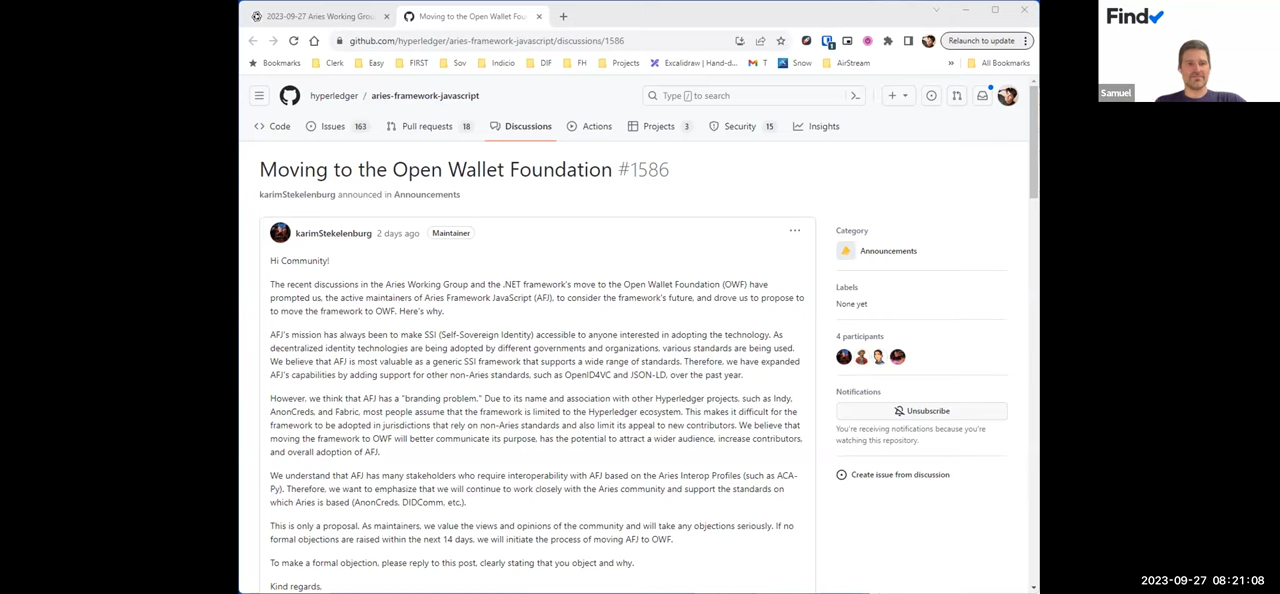 2023-09-27 Aries Working Grou
Moving to the Open Wallet Foun
github.com/hyperledger/aries-framework-javascript/discussions/1586
Relaunch to update
Bookmarks Clerk Easy FIRST Sov Indicio DIF FH Projects Excalidraw | Hand-d... T Snow AirStream » All Bookmarks
hyperledger / aries-framework-javascript
Type / to search
Code Issues 163 Pull requests 18 Discussions Actions Projects 3 Security 15 Insights
Moving to the Open Wallet Foundation #1586
karimStekelenburg announced in Announcements
karimStekelenburg 2 days ago Maintainer
Hi Community!
The recent discussions in the Aries Working Group and the .NET framework's move to the Open Wallet Foundation (OWF) have
prompted us, the active maintainers of Aries Framework JavaScript (AFJ), to consider the framework's future, and drove us to propose to
to move the framework to OWF. Here's why.
AFJ's mission has always been to make SSI (Self-Sovereign Identity) accessible to anyone interested in adopting the technology. As
decentralized identity technologies are being adopted by different governments and organizations, various standards are being used.
We believe that AFJ is most valuable as a generic SSI framework that supports a wide range of standards. Therefore, we have expanded
AFJ's capabilities by adding support for other non-Aries standards, such as OpenID4VC and JSON-LD, over the past year.
However, we think that AFJ has a "branding problem." Due to its name and association with other Hyperledger projects, such as Indy,
AnonCreds, and Fabric, most people assume that the framework is limited to the Hyperledger ecosystem. This makes it difficult for the
framework to be adopted in jurisdictions that rely on non-Aries standards and also limit its appeal to new contributors. We believe that
moving the framework to OWF will better communicate its purpose, has the potential to attract a wider audience, increase contributors,
and overall adoption of AFJ.
We understand that AFJ has many stakeholders who require interoperability with AFJ based on the Aries Interop Profiles (such as ACA-
Py). Therefore, we want to emphasize that we will continue to work closely with the Aries community and support the standards on
which Aries is based (AnonCreds, DIDComm, etc.).
This is only a proposal. As maintainers, we value the views and opinions of the community and will take any objections seriously. If no
formal objections are raised within the next 14 days, we will initiate the process of moving AFJ to OWF.
To make a formal objection, please reply to this post, clearly stating that you object and why.
Kind regards,
Category
Announcements
Labels
None yet
4 participants
Notifications
Unsubscribe
You're receiving notifications because you're
watching this repository.
Create issue from discussion
Find
Samuel
2023-09-27 08:21:08